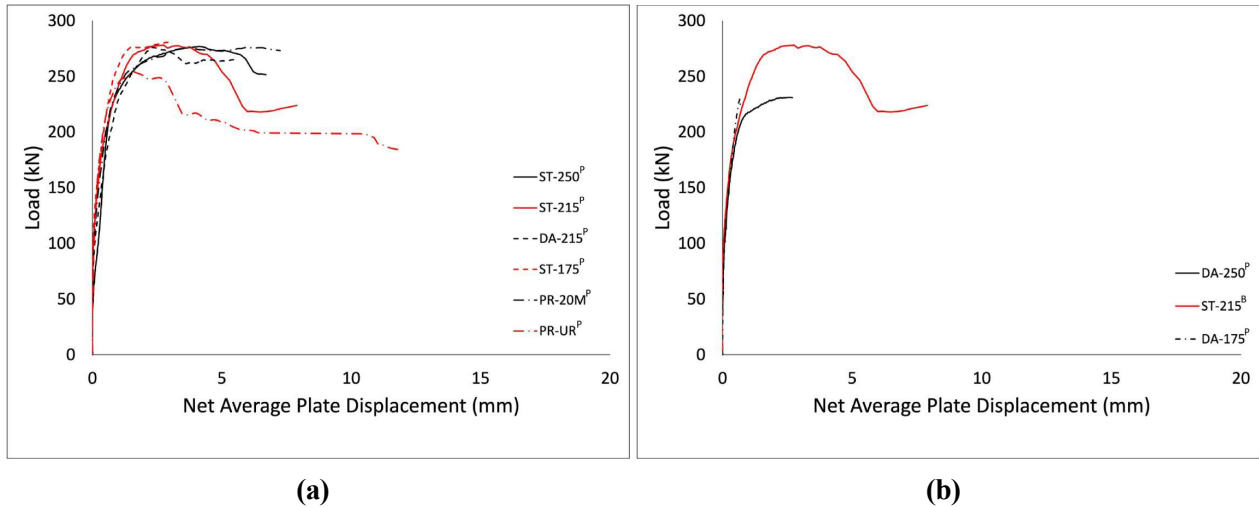 300
250
200
150
100
50
0
Load (kN)
0 5 10 15 20
Net Average Plate Displacement (mm)
ST-250ᴾ
ST-215ᴾ
DA-215ᴾ
ST-175ᴾ
PR-20Mᴾ
PR-URᴾ
(a)
300
250
200
150
100
50
0
Load (kN)
0 5 10 15 20
Net Average Plate Displacement (mm)
DA-250ᴾ
ST-215ᴮ
DA-175ᴾ
(b)